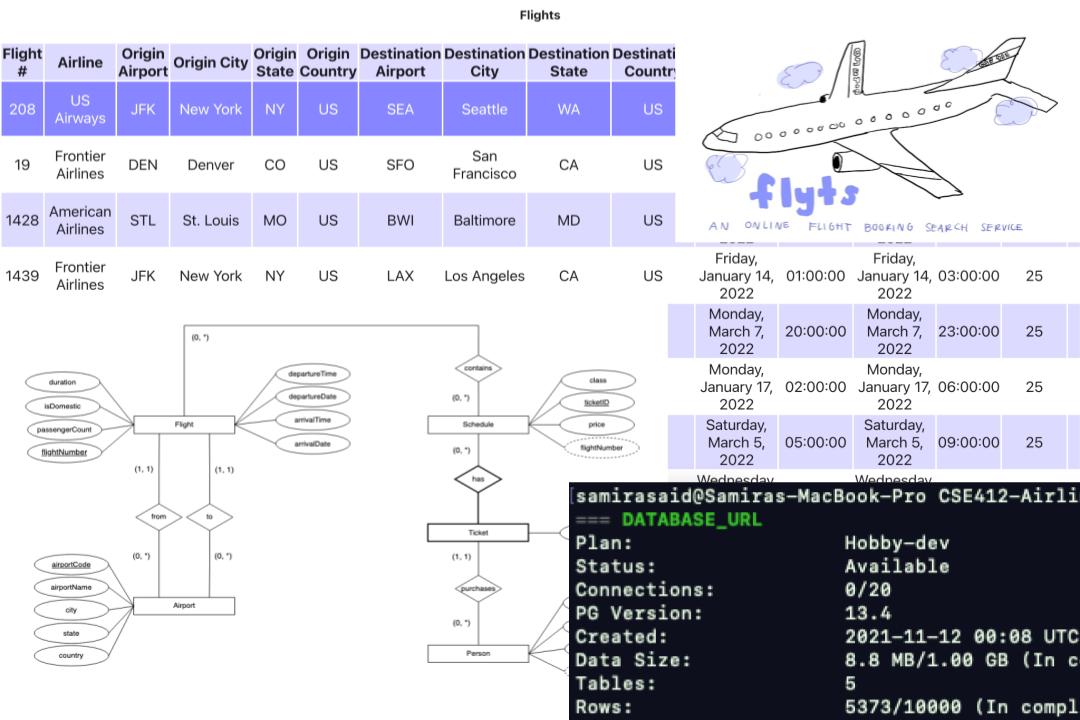 Flights
Flight # Airline Origin Airport Origin City Origin State Origin Country Destination Airport Destination City Destination State
208 US Airways JFK New York NY US SEA Seattle WA US
19 Frontier Airlines DEN Denver CO US SFO San Francisco CA US
1428 American Airlines STL St. Louis MO US BWI Baltimore MD US
1439 Frontier Airlines JFK New York NY US LAX Los Angeles CA US
flyts
AN ONLINE FLIGHT BOOKING SEARCH SERVICE
Friday, January 14, 2022 01:00:00 Friday, January 14, 2022 03:00:00 25
Monday, March 7, 2022 20:00:00 Monday, March 7, 2022 23:00:00 25
Monday, January 17, 2022 02:00:00 Monday, January 17, 2022 06:00:00 25
Saturday, March 5, 2022 05:00:00 Saturday, March 5, 2022 09:00:00 25
Wednesday Wednesday
(0, *)
duration
isDomestic
passengerCount
flightNumber
Flight
departureTime
departureDate
arrivalTime
arrivalDate
(1, 1) (1, 1)
from to
(0, *) (0, *)
airportCode
airportName
city
state
country
Airport
contains
(0, *)
Schedule
class
ticketID
price
flightNumber
(0, *)
has
Ticket
(1, 1)
purchases
(0, *)
Person
samirasaid@Samiras-MacBook-Pro CSE412-Airli
=== DATABASE_URL
Plan: Hobby-dev
Status: Available
Connections: 0/20
PG Version: 13.4
Created: 2021-11-12 00:08 UTC
Data Size: 8.8 MB/1.00 GB (In c
Tables: 5
Rows: 5373/10000 (In compl